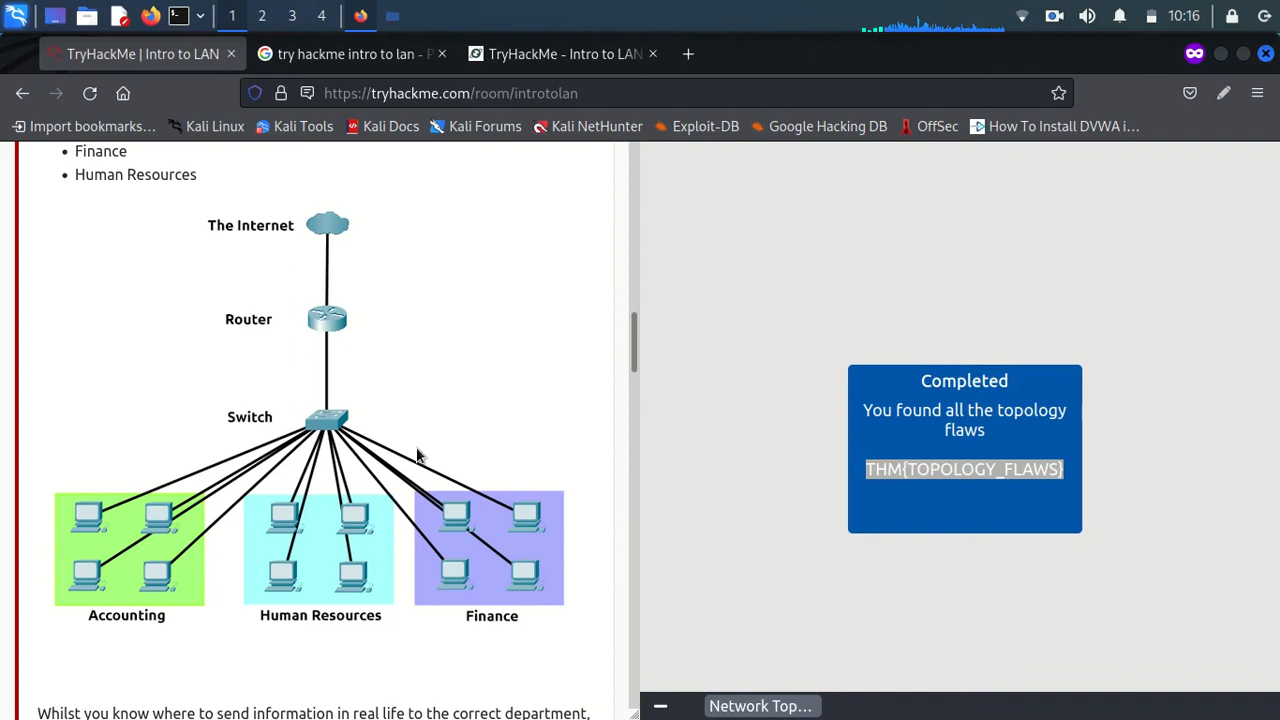 1 2 3 4 10:16
TryHackMe | Intro to LAN
try hackme intro to lan - P
TryHackMe - Intro to LAN
https://tryhackme.com/room/introtolan
Import bookmarks… Kali Linux Kali Tools Kali Docs Kali Forums Kali NetHunter Exploit-DB Google Hacking DB OffSec How To Install DVWA i…
• Finance
• Human Resources
The Internet
Router
Switch
Accounting Human Resources Finance
Whilst you know where to send information in real life to the correct department,
Completed
You found all the topology
flaws
THM{TOPOLOGY_FLAWS}
Network Top...